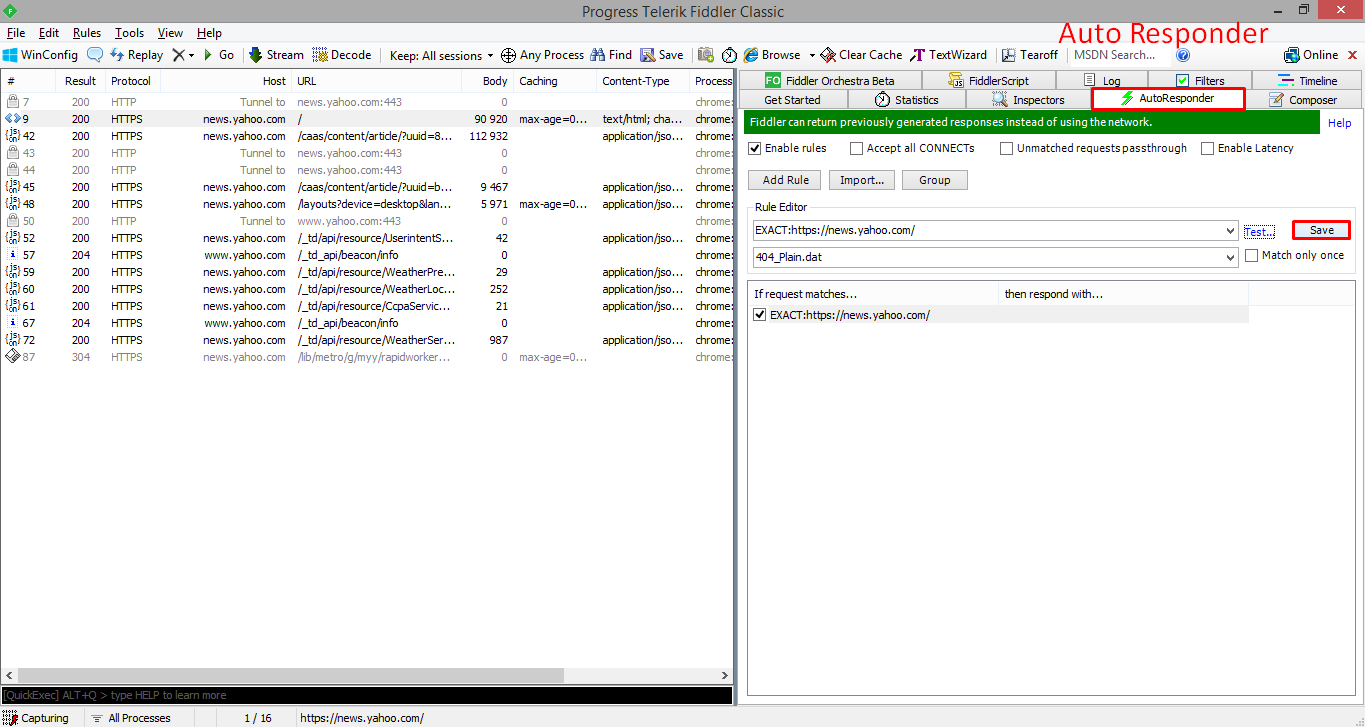 Progress Telerik Fiddler Classic
File Edit Rules Tools View Help
Auto Responder
WinConfig Replay Go Stream Decode Keep: All sessions Any Process Find Save Browse Clear Cache TextWizard Tearoff MSDN Search... Online
# Result Protocol Host URL Body Caching Content-Type Process
7 200 HTTP Tunnel to news.yahoo.com:443 0 chrome:
9 200 HTTPS news.yahoo.com / 90 920 max-age=0... text/html; cha... chrome:
42 200 HTTPS news.yahoo.com /caas/content/article/?uuid=8... 112 932 application/jso... chrome:
43 200 HTTP Tunnel to news.yahoo.com:443 0 chrome:
44 200 HTTP Tunnel to news.yahoo.com:443 0 chrome:
45 200 HTTPS news.yahoo.com /caas/content/article/?uuid=b... 9 467 application/jso... chrome:
48 200 HTTPS news.yahoo.com /layouts?device=desktop&lan... 5 971 max-age=0... application/jso... chrome:
50 200 HTTP Tunnel to www.yahoo.com:443 0 chrome:
52 200 HTTPS news.yahoo.com /_td/api/resource/UserintentS... 42 application/jso... chrome:
57 204 HTTPS www.yahoo.com /_td_api/beacon/info 0 chrome:
59 200 HTTPS news.yahoo.com /_td/api/resource/WeatherPre... 29 application/jso... chrome:
60 200 HTTPS news.yahoo.com /_td/api/resource/WeatherLoc... 252 application/jso... chrome:
61 200 HTTPS news.yahoo.com /_td/api/resource/CcpaServic... 21 application/jso... chrome:
67 204 HTTPS www.yahoo.com /_td_api/beacon/info 0 chrome:
72 200 HTTPS news.yahoo.com /_td/api/resource/WeatherSer... 987 application/jso... chrome:
87 304 HTTPS news.yahoo.com /lib/metro/g/myy/rapidworker... 0 max-age=0... chrome:
FO Fiddler Orchestra Beta FiddlerScript Log Filters Timeline
Get Started Statistics Inspectors AutoResponder Composer
Fiddler can return previously generated responses instead of using the network. Help
Enable rules Accept all CONNECTs Unmatched requests passthrough Enable Latency
Add Rule Import... Group
Rule Editor
EXACT:https://news.yahoo.com/ Test... Save
404_Plain.dat Match only once
If request matches... then respond with...
EXACT:https://news.yahoo.com/
[QuickExec] ALT+Q > type HELP to learn more
Capturing All Processes 1 / 16 https://news.yahoo.com/